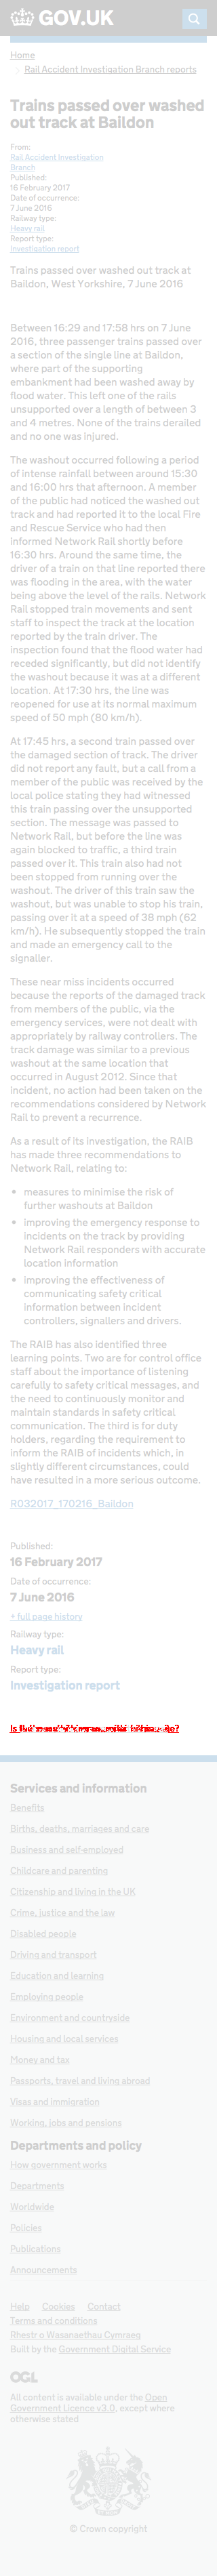 GOV.UK
Home
Rail Accident Investigation Branch reports
Trains passed over washed
out track at Baildon
From:
Rail Accident Investigation
Branch
Published:
16 February 2017
Date of occurrence:
7 June 2016
Railway type:
Heavy rail
Report type:
Investigation report
Trains passed over washed out track at
Baildon, West Yorkshire, 7 June 2016
Between 16:29 and 17:58 hrs on 7 June
2016, three passenger trains passed over
a section of the single line at Baildon,
where part of the supporting
embankment had been washed away by
flood water. This left one of the rails
unsupported over a length of between 3
and 4 metres. None of the trains derailed
and no one was injured.
The washout occurred following a period
of intense rainfall between around 15:30
and 16:00 hrs that afternoon. A member
of the public had noticed the washed out
track and had reported it to the local Fire
and Rescue Service who had then
informed Network Rail shortly before
16:30 hrs. Around the same time, the
driver of a train on that line reported there
was flooding in the area, with the water
being above the level of the rails. Network
Rail stopped train movements and sent
staff to inspect the track at the location
reported by the train driver. The
inspection found that the flood water had
receded significantly, but did not identify
the washout because it was at a different
location. At 17:30 hrs, the line was
reopened for use at its normal maximum
speed of 50 mph (80 km/h).
At 17:45 hrs, a second train passed over
the damaged section of track. The driver
did not report any fault, but a call from a
member of the public was received by the
local police stating they had witnessed
this train passing over the unsupported
section. The message was passed to
Network Rail, but before the line was
again blocked to traffic, a third train
passed over it. This train also had not
been stopped from running over the
washout. The driver of this train saw the
washout, but was unable to stop his train,
passing over it at a speed of 38 mph (62
km/h). He subsequently stopped the train
and made an emergency call to the
signaller.
These near miss incidents occurred
because the reports of the damaged track
from members of the public, via the
emergency services, were not dealt with
appropriately by railway controllers. The
track damage was similar to a previous
washout at the same location that
occurred in August 2012. Since that
incident, no action had been taken on the
recommendations considered by Network
Rail to prevent a recurrence.
As a result of its investigation, the RAIB
has made three recommendations to
Network Rail, relating to:
measures to minimise the risk of
further washouts at Baildon
improving the emergency response to
incidents on the track by providing
Network Rail responders with accurate
location information
improving the effectiveness of
communicating safety critical
information between incident
controllers, signallers and drivers.
The RAIB has also identified three
learning points. Two are for control office
staff about the importance of listening
carefully to safety critical messages, and
the need to continuously monitor and
maintain standards in safety critical
communication. The third is for duty
holders, regarding the requirement to
inform the RAIB of incidents which, in
slightly different circumstances, could
have resulted in a more serious outcome.
R032017_170216_Baildon
Published:
16 February 2017
Date of occurrence:
7 June 2016
+ full page history
Railway type:
Heavy rail
Report type:
Investigation report
Services and information
Benefits
Births, deaths, marriages and care
Business and self-employed
Childcare and parenting
Citizenship and living in the UK
Crime, justice and the law
Disabled people
Driving and transport
Education and learning
Employing people
Environment and countryside
Housing and local services
Money and tax
Passports, travel and living abroad
Visas and immigration
Working, jobs and pensions
Departments and policy
How government works
Departments
Worldwide
Policies
Publications
Announcements
Help Cookies Contact
Terms and conditions
Rhestr o Wasanaethau Cymraeg
Built by the Government Digital Service
OGL
All content is available under the Open
Government Licence v3.0, except where
otherwise stated
© Crown copyright